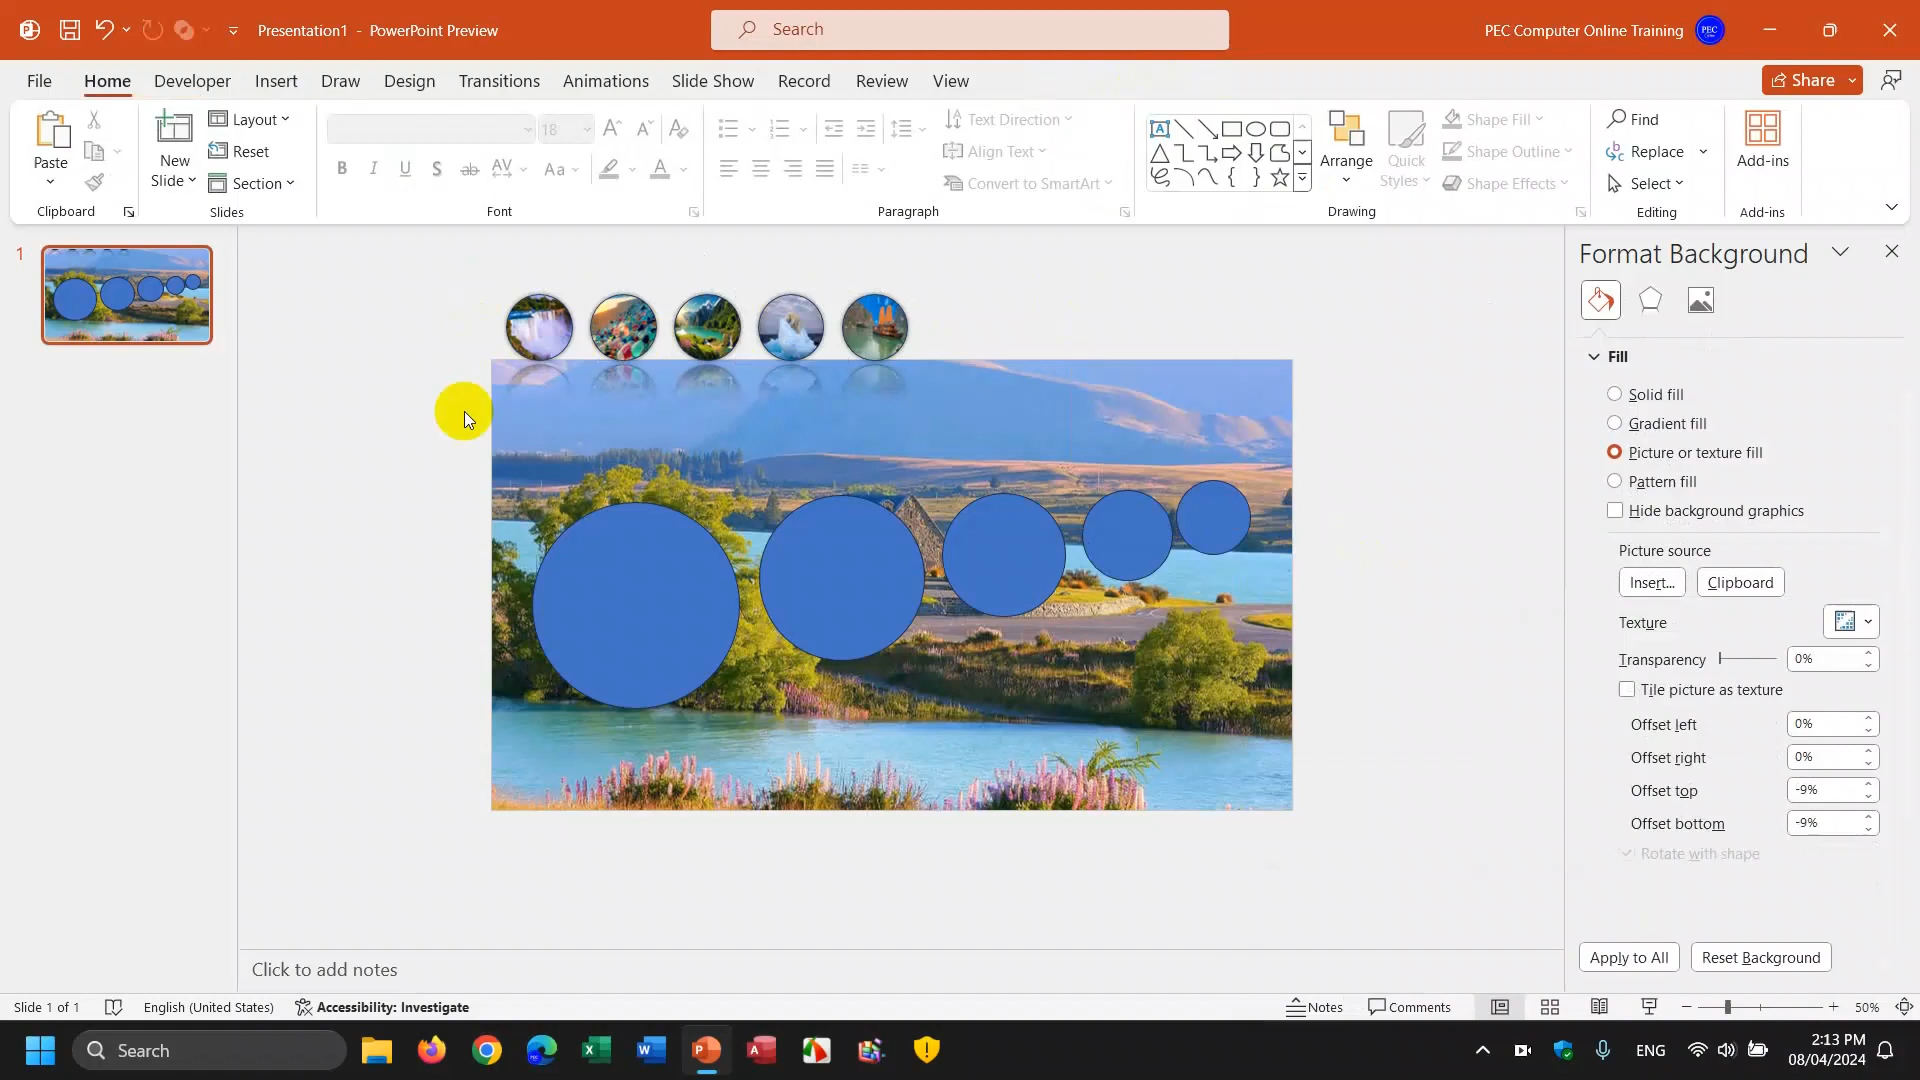 Presentation1 - PowerPoint Preview
Search
PEC Computer Online Training
PEC
File
Home
Developer
Insert
Draw
Design
Transitions
Animations
Slide Show
Record
Review
View
Share
Paste
Clipboard
New
Slide
Layout
Reset
Section
Slides
18
B I U S ab AV Aa A
Font
Text Direction
Align Text
Convert to SmartArt
Paragraph
Arrange
Quick
Styles
Shape Fill
Shape Outline
Shape Effects
Drawing
Find
Replace
Select
Editing
Add-ins
Add-ins
1
Format Background
Fill
Solid fill
Gradient fill
Picture or texture fill
Pattern fill
Hide background graphics
Picture source
Insert...
Clipboard
Texture
Transparency
0%
Tile picture as texture
Offset left
0%
Offset right
0%
Offset top
-9%
Offset bottom
-9%
Rotate with shape
Apply to All
Reset Background
Click to add notes
Slide 1 of 1
English (United States)
Accessibility: Investigate
Notes
Comments
50%
Search
ENG
2:13 PM
08/04/2024